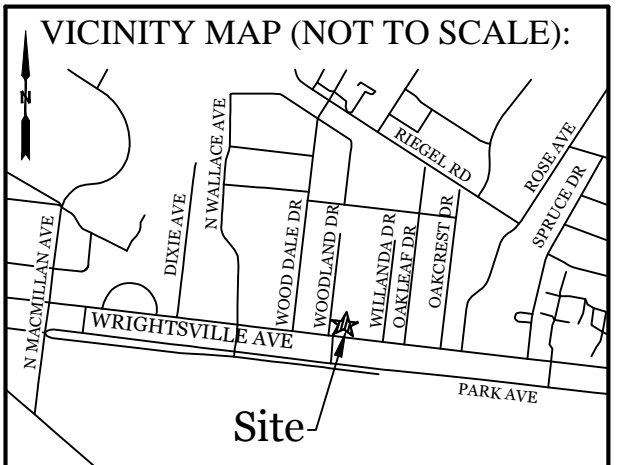 VICINITY MAP (NOT TO SCALE):
N
RIEGEL RD
ROSE AVE
SPRUCE DR
N WALLACE AVE
DIXIE AVE
WOOD DALE DR
WOODLAND DR
WILLANDA DR
OAKLEAF DR
OAKCREST DR
N MACMILLAN AVE
WRIGHTSVILLE AVE
PARK AVE
Site